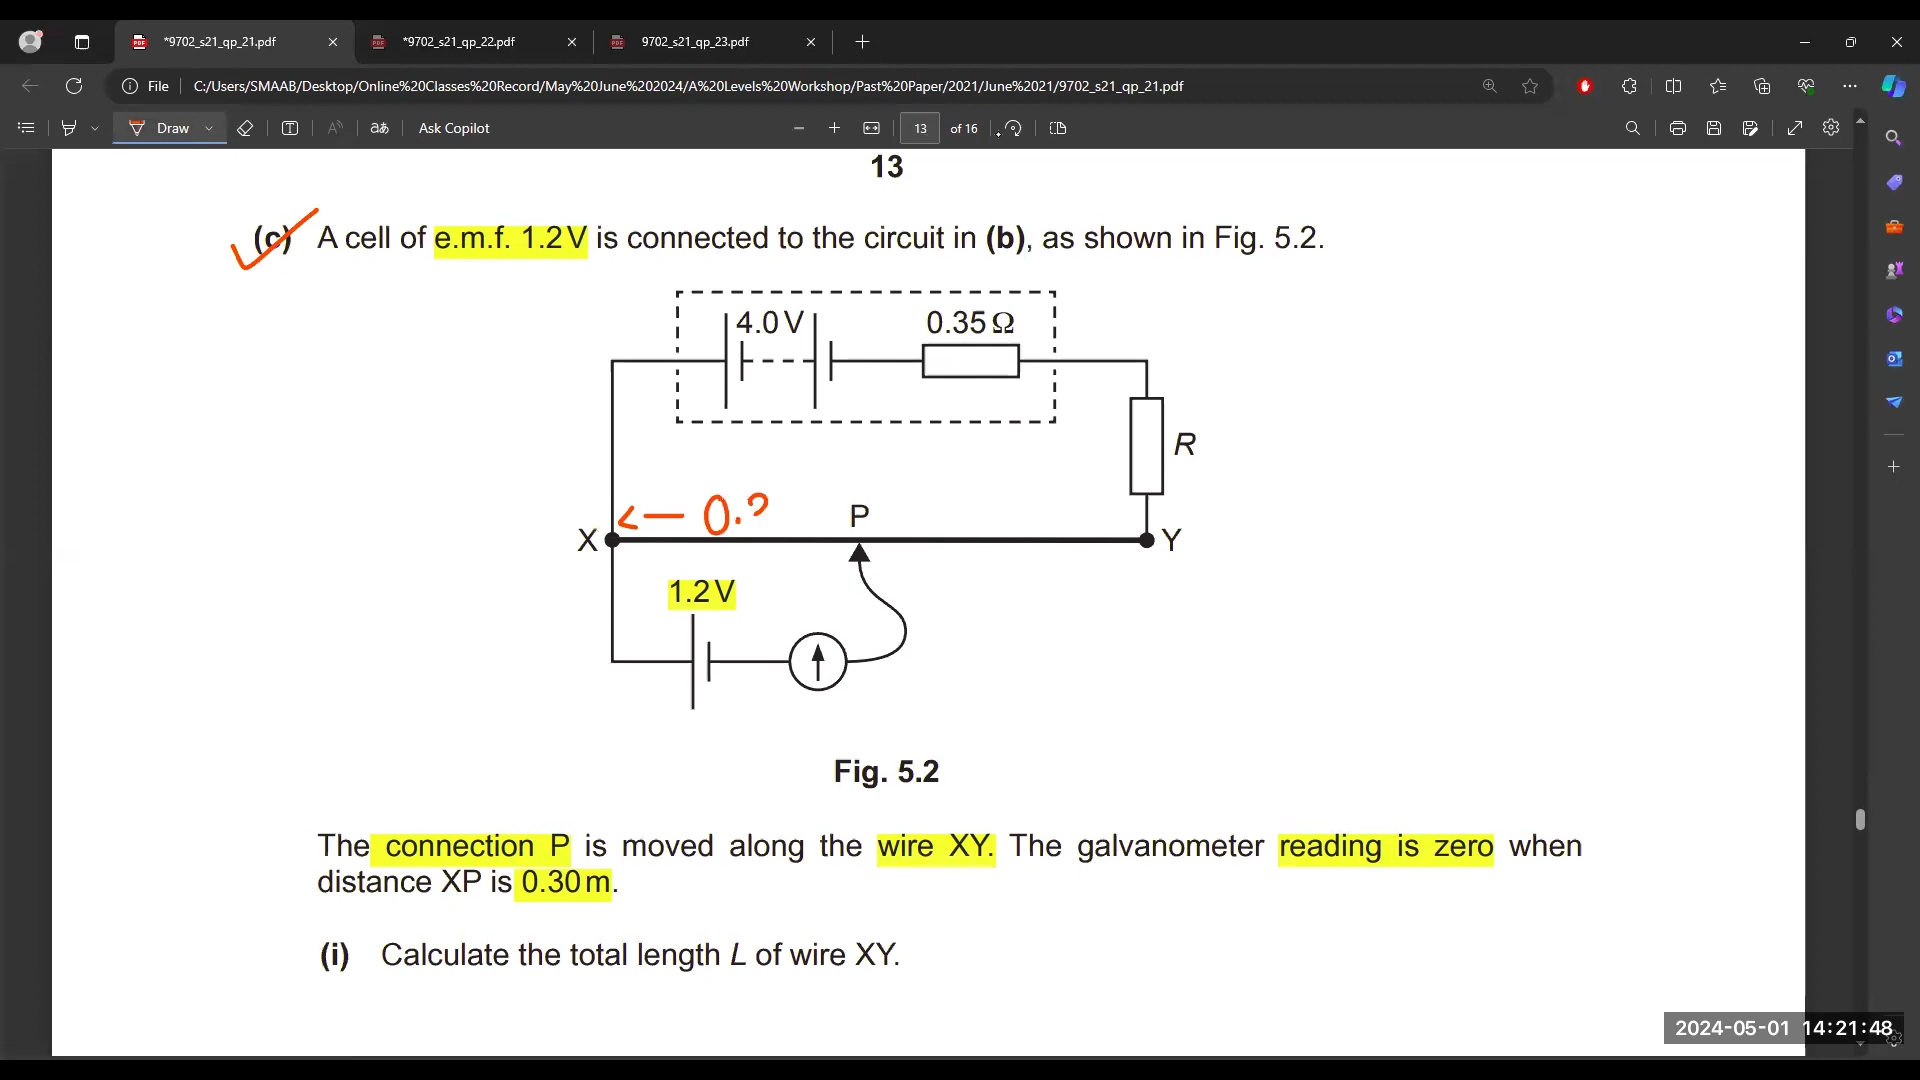 *9702_s21_qp_21.pdf
*9702_s21_qp_22.pdf
9702_s21_qp_23.pdf
File
C:/Users/SMAAB/Desktop/Online%20Classes%20Record/May%20June%202024/A%20Levels%20Workshop/Past%20Paper/2021/June%2021/9702_s21_qp_21.pdf
Draw
aあ
Ask Copilot
13 of 16
13
(c) A cell of e.m.f. 1.2 V is connected to the circuit in (b), as shown in Fig. 5.2.
4.0 V
0.35 Ω
R
0.
P
X
Y
1.2 V
Fig. 5.2
The connection P is moved along the wire XY. The galvanometer reading is zero when
distance XP is 0.30 m.
(i) Calculate the total length L of wire XY.
2024-05-01 14:21:48